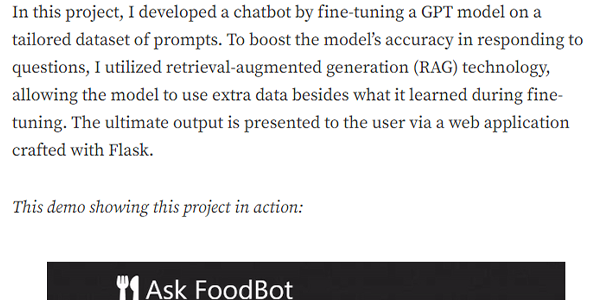 In this project, I developed a chatbot by fine-tuning a GPT model on a
tailored dataset of prompts. To boost the model’s accuracy in responding to
questions, I utilized retrieval-augmented generation (RAG) technology,
allowing the model to use extra data besides what it learned during fine-
tuning. The ultimate output is presented to the user via a web application
crafted with Flask.
This demo showing this project in action:
Ask FoodBot